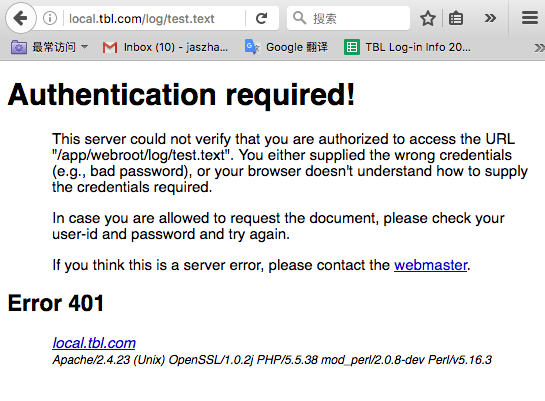 local.tbl.com/log/test.text
搜索
最常访问
Inbox (10) - jaszha...
Google 翻译
TBL Log-in Info 20...
Authentication required!
This server could not verify that you are authorized to access the URL
"/app/webroot/log/test.text". You either supplied the wrong credentials
(e.g., bad password), or your browser doesn't understand how to supply
the credentials required.
In case you are allowed to request the document, please check your
user-id and password and try again.
If you think this is a server error, please contact the webmaster.
Error 401
local.tbl.com
Apache/2.4.23 (Unix) OpenSSL/1.0.2j PHP/5.5.38 mod_perl/2.0.8-dev Perl/v5.16.3